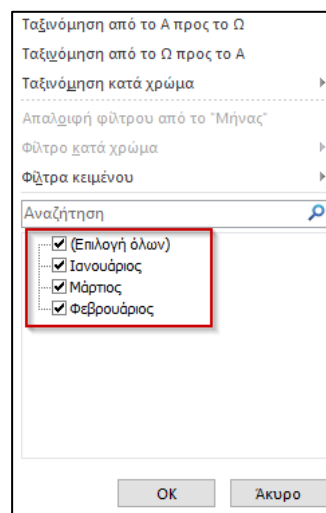 Ταξινόμηση από το Α προς το Ω
Ταξινόμηση από το Ω προς το Α
Ταξινόμηση κατά χρώμα
Απαλοιφή φίλτρου από το "Μήνας"
Φίλτρο κατά χρώμα
Φίλτρα κειμένου
Αναζήτηση
(Επιλογή όλων)
Ιανουάριος
Μάρτιος
Φεβρουάριος
OK Άκυρο